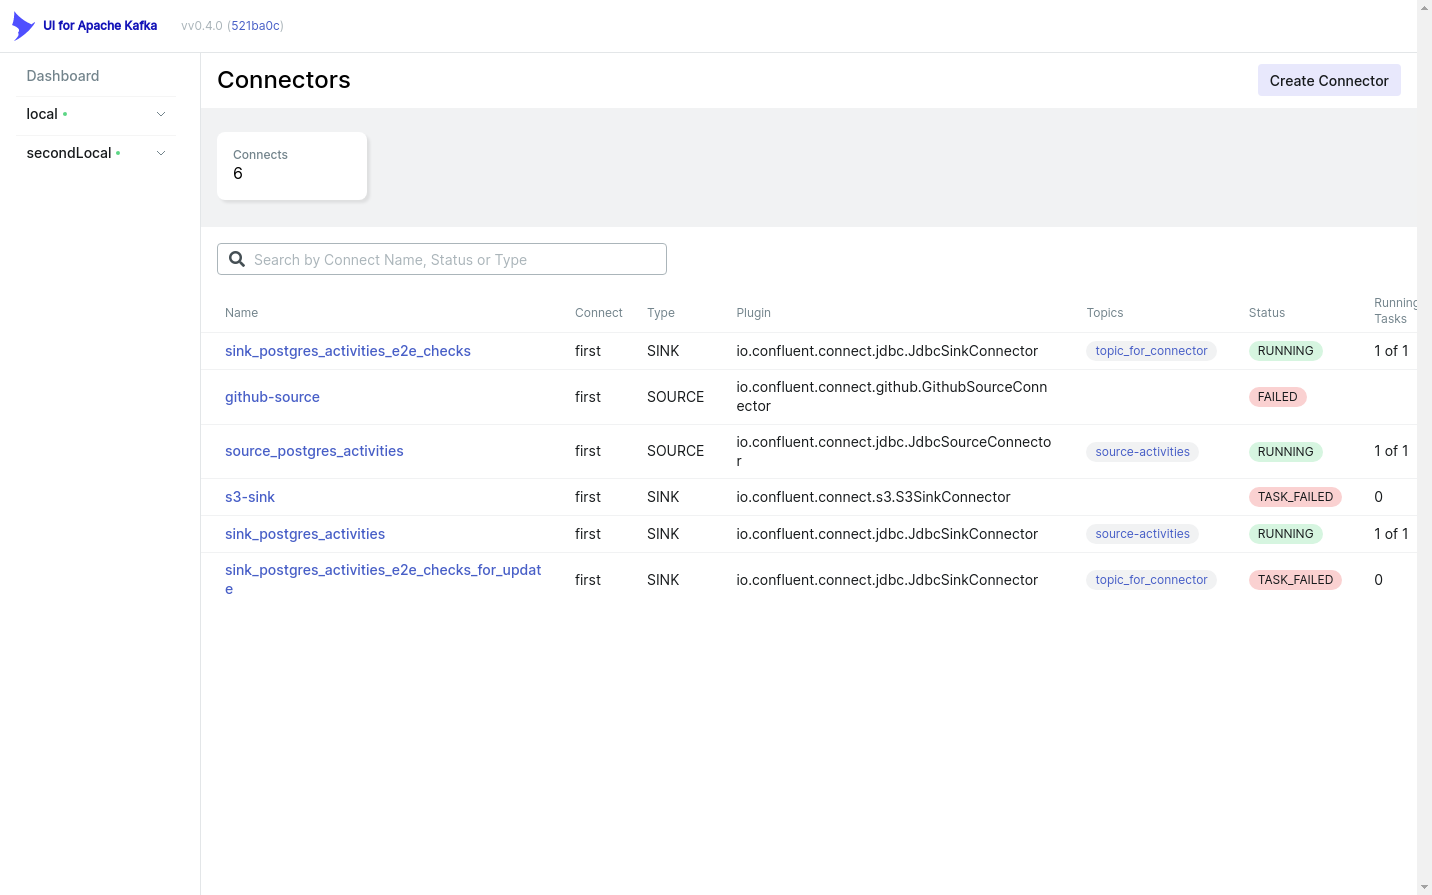 UI for Apache Kafka vv0.4.0 (521ba0c)
Dashboard
local
secondLocal
Connectors
Create Connector
Connects
6
Search by Connect Name, Status or Type
Name Connect Type Plugin Topics Status Running
Tasks
sink_postgres_activities_e2e_checks first SINK io.confluent.connect.jdbc.JdbcSinkConnector topic_for_connector RUNNING 1 of 1
github-source first SOURCE io.confluent.connect.github.GithubSourceConn
ector FAILED
source_postgres_activities first SOURCE io.confluent.connect.jdbc.JdbcSourceConnecto
r source-activities RUNNING 1 of 1
s3-sink first SINK io.confluent.connect.s3.S3SinkConnector TASK_FAILED 0
sink_postgres_activities first SINK io.confluent.connect.jdbc.JdbcSinkConnector source-activities RUNNING 1 of 1
sink_postgres_activities_e2e_checks_for_updat
e first SINK io.confluent.connect.jdbc.JdbcSinkConnector topic_for_connector TASK_FAILED 0